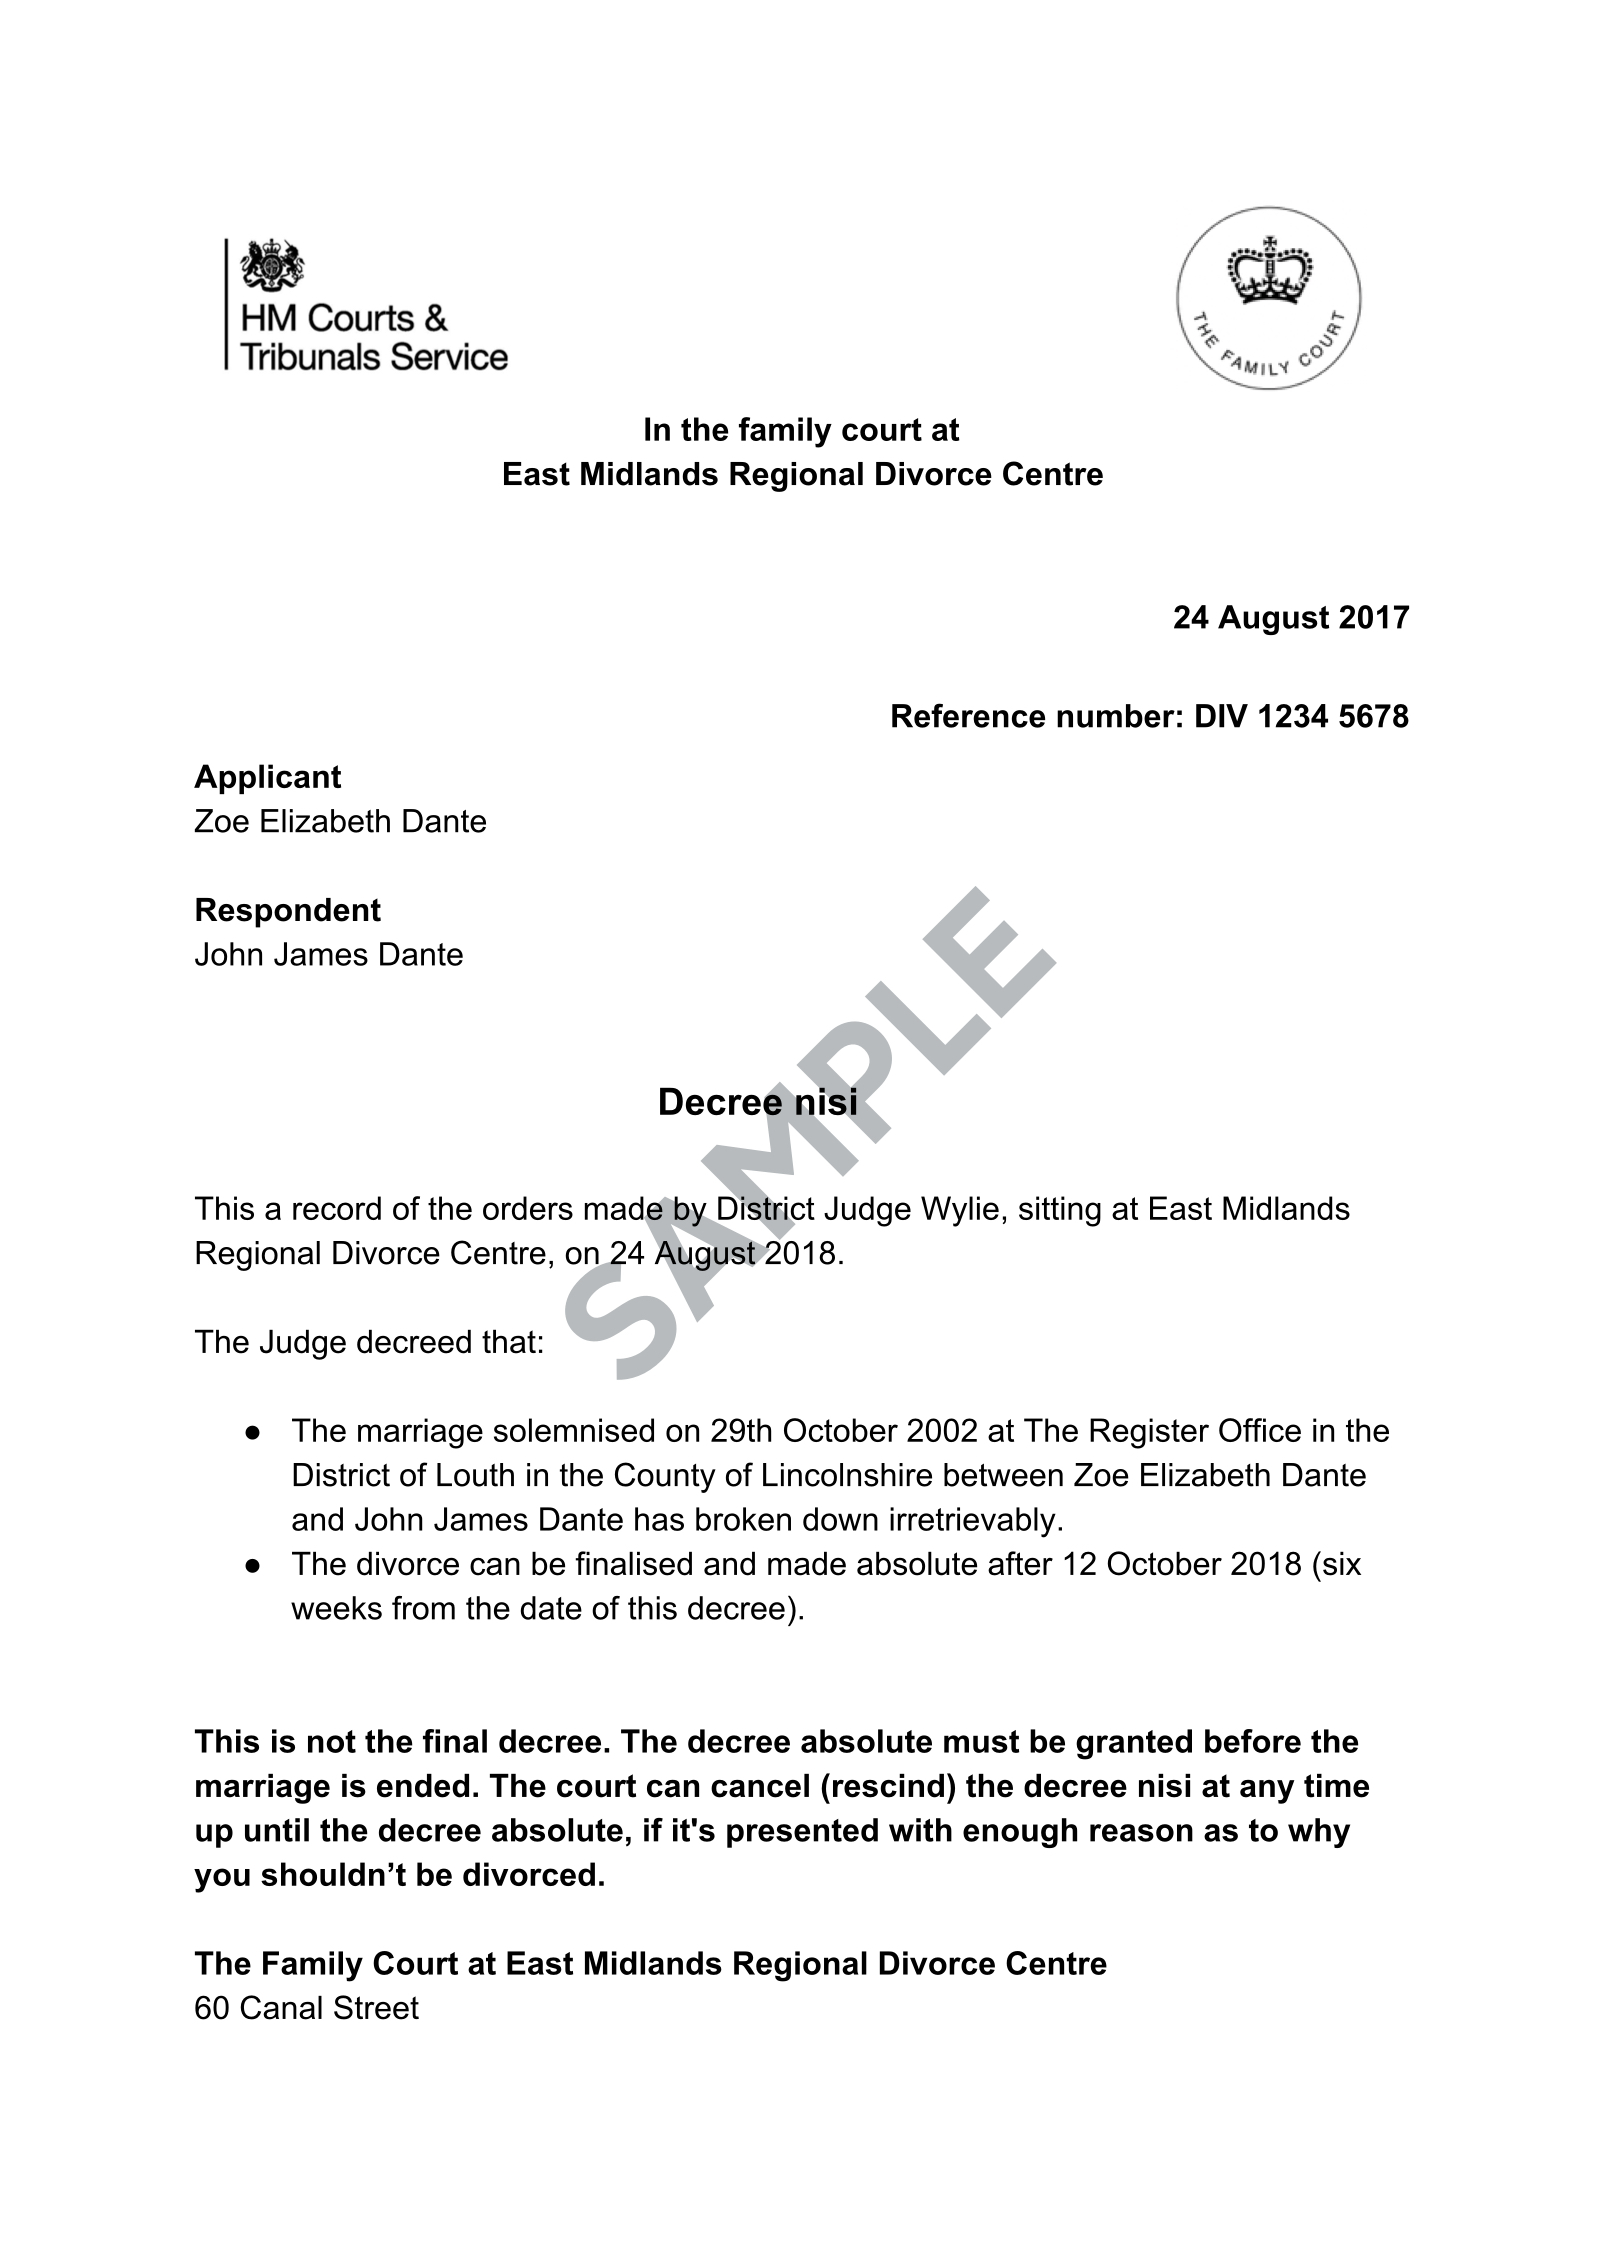 HM Courts &
Tribunals Service
THE FAMILY COURT
In the family court at
East Midlands Regional Divorce Centre
24 August 2017
Reference number: DIV 1234 5678
Applicant
Zoe Elizabeth Dante
Respondent
John James Dante
SAMPLE
Decree nisi
This a record of the orders made by District Judge Wylie, sitting at East Midlands
Regional Divorce Centre, on 24 August 2018.
The Judge decreed that:
● The marriage solemnised on 29th October 2002 at The Register Office in the
District of Louth in the County of Lincolnshire between Zoe Elizabeth Dante
and John James Dante has broken down irretrievably.
● The divorce can be finalised and made absolute after 12 October 2018 (six
weeks from the date of this decree).
This is not the final decree. The decree absolute must be granted before the
marriage is ended. The court can cancel (rescind) the decree nisi at any time
up until the decree absolute, if it's presented with enough reason as to why
you shouldn’t be divorced.
The Family Court at East Midlands Regional Divorce Centre
60 Canal Street